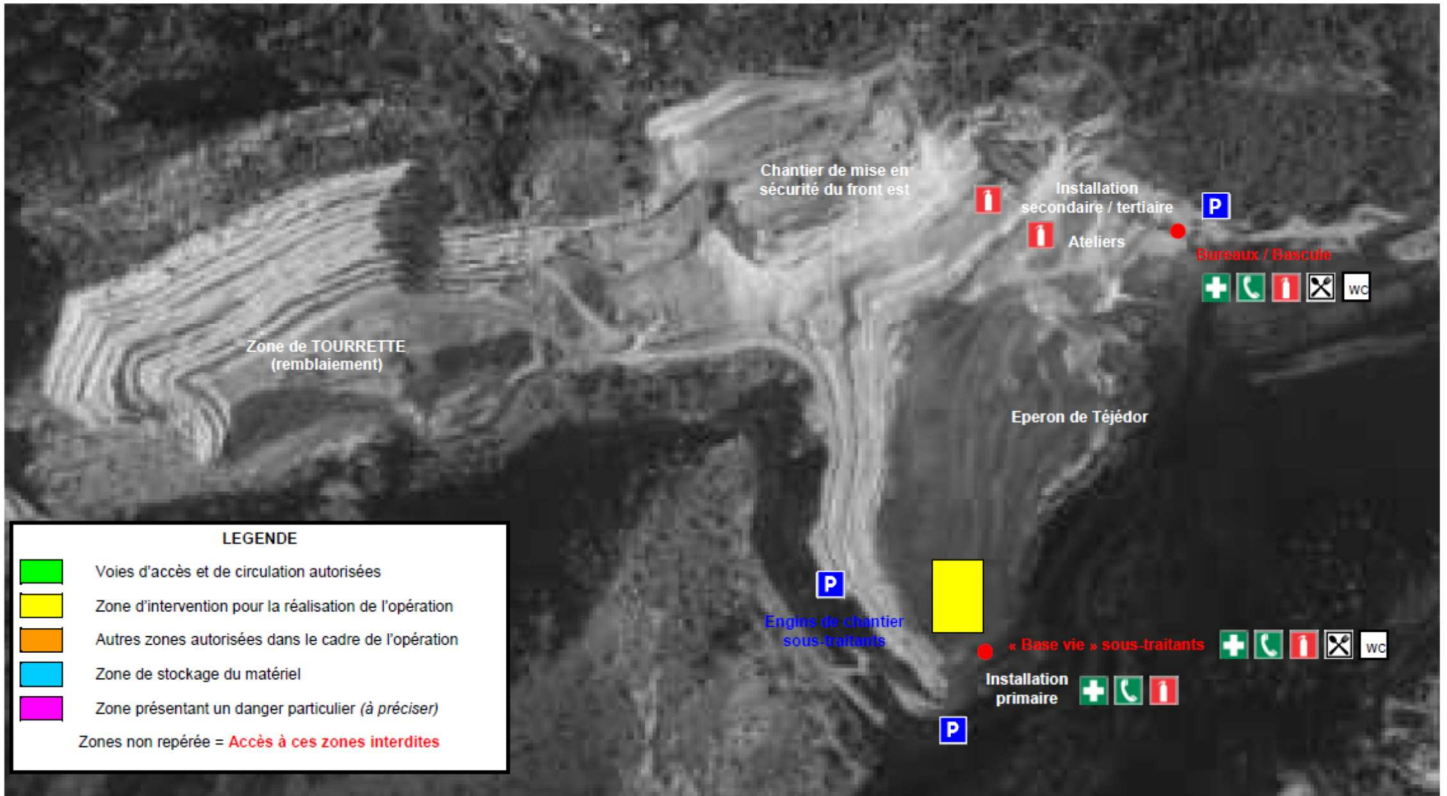 Chantier de mise en
sécurité du front est
Installation
secondaire / tertiaire
P
Ateliers
Bureaux / Bascule
WC
Zone de TOURRETTE
(remblaiement)
Eperon de Téjédor
P
Engins de chantier
sous-traitants
« Base vie » sous-traitants
WC
Installation
primaire
P
LEGENDE
Voies d'accès et de circulation autorisées
Zone d'intervention pour la réalisation de l'opération
Autres zones autorisées dans le cadre de l'opération
Zone de stockage du matériel
Zone présentant un danger particulier (à préciser)
Zones non repérée = Accès à ces zones interdites